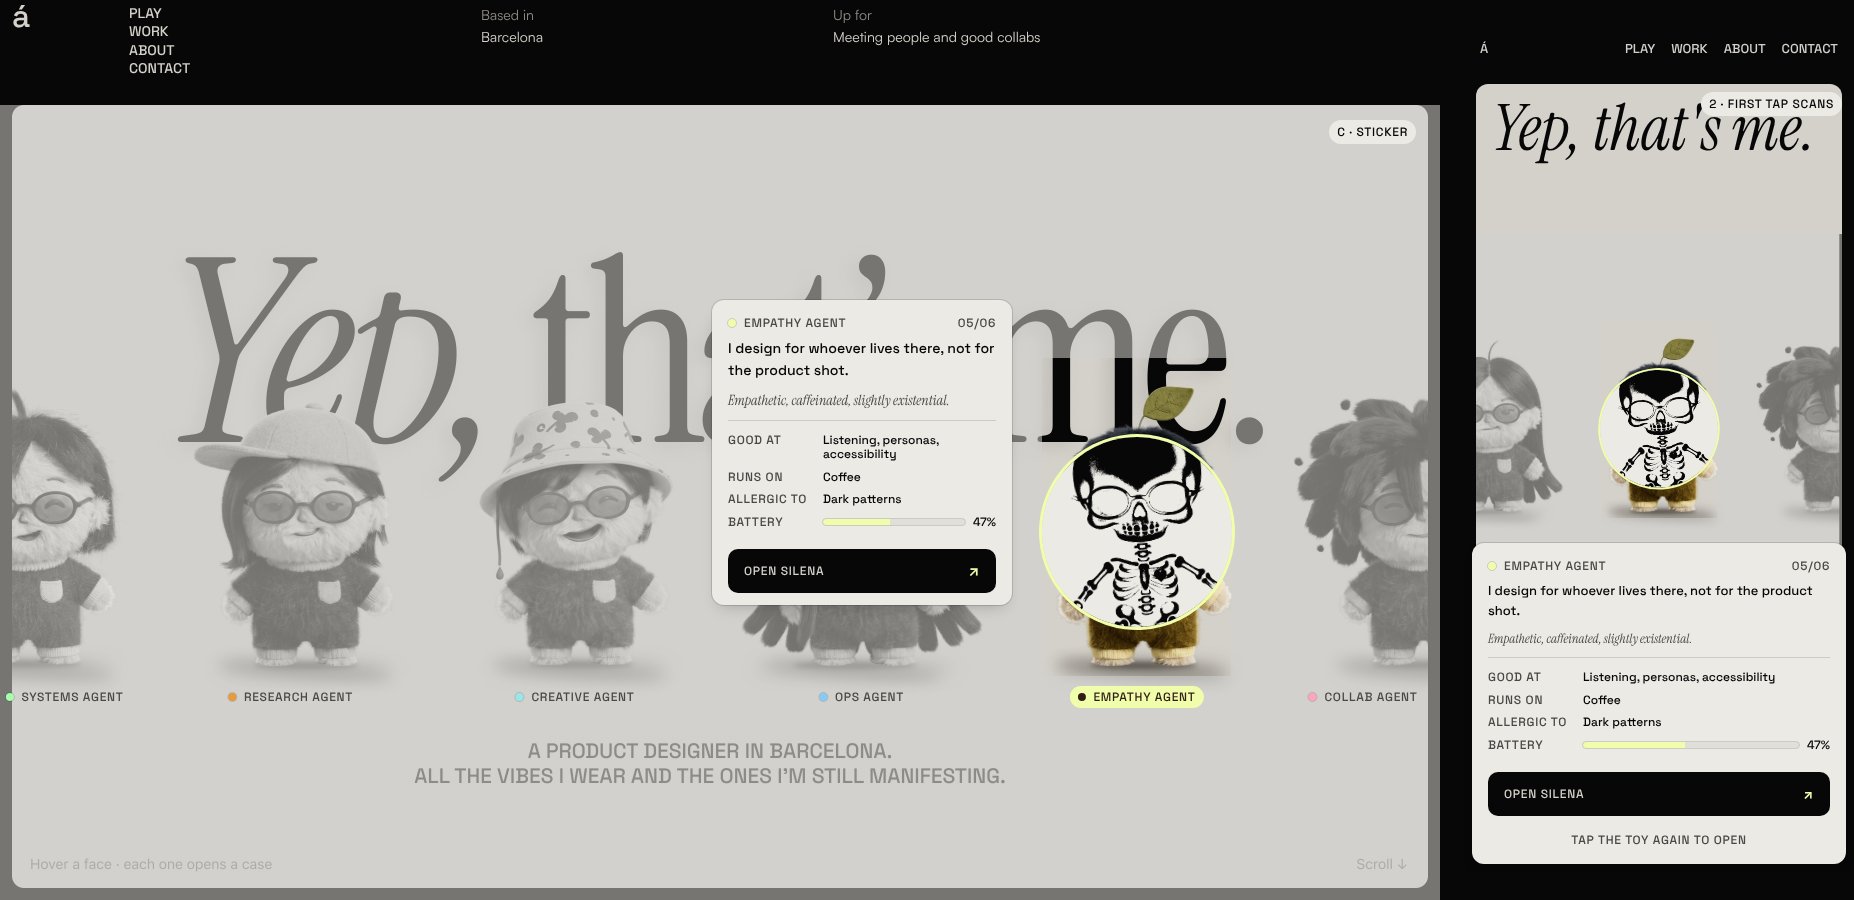 á
PLAY
WORK
ABOUT
CONTACT
Based in
Barcelona
Up for
Meeting people and good collabs
C · STICKER
Yep, that’s me.
EMPATHY AGENT 05/06
I design for whoever lives there, not for
the product shot.
Empathetic, caffeinated, slightly existential.
GOOD AT Listening, personas,
accessibility
RUNS ON Coffee
ALLERGIC TO Dark patterns
BATTERY 47%
OPEN SILENA
SYSTEMS AGENT
RESEARCH AGENT
CREATIVE AGENT
OPS AGENT
EMPATHY AGENT
COLLAB AGENT
A PRODUCT DESIGNER IN BARCELONA.
ALL THE VIBES I WEAR AND THE ONES I’M STILL MANIFESTING.
Hover a face · each one opens a case
Scroll ↓
Á PLAY WORK ABOUT CONTACT
2 · FIRST TAP SCANS
Yep, that's me.
EMPATHY AGENT 05/06
I design for whoever lives there, not for the product
shot.
Empathetic, caffeinated, slightly existential.
GOOD AT Listening, personas, accessibility
RUNS ON Coffee
ALLERGIC TO Dark patterns
BATTERY 47%
OPEN SILENA
TAP THE TOY AGAIN TO OPEN